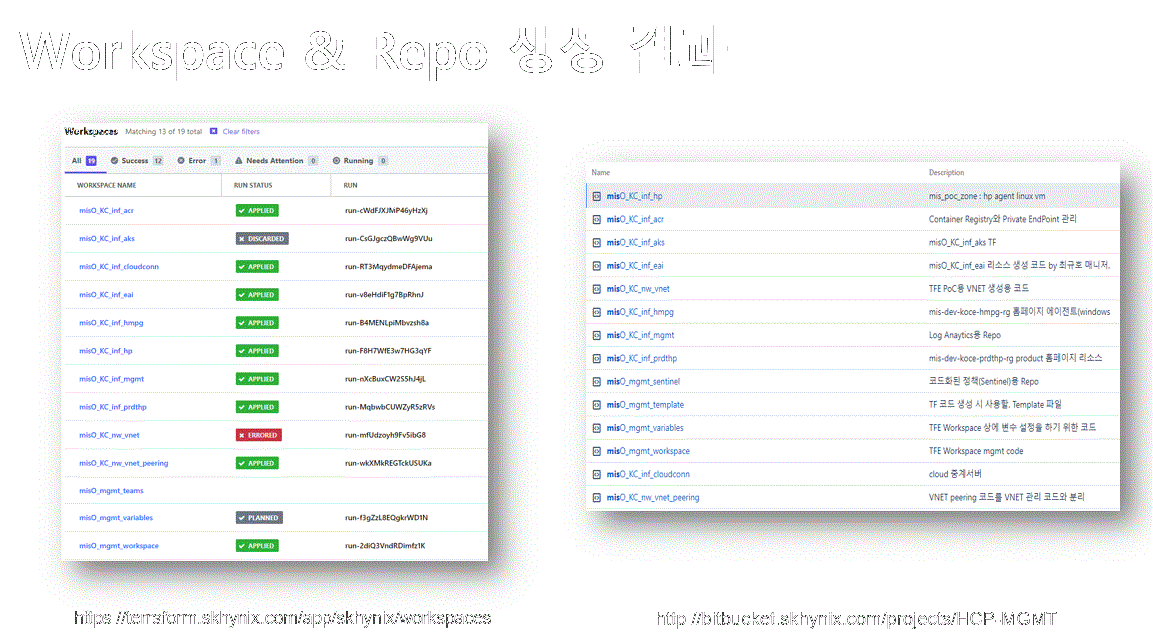 Workspace & Repo 생성 결과
Workspaces Matching 13 of 19 total Clear filters
All 19 Success 12 Error 1 Needs Attention 0 Running 0
WORKSPACE NAME RUN STATUS RUN
misO_KC_inf_acr APPLIED run-cWdFJXJMiP46yHzXj
misO_KC_inf_aks DISCARDED run-CsGJgczQBwWg9VUu
misO_KC_inf_cloudconn APPLIED run-RT3MqydmeDFAjema
misO_KC_inf_eai APPLIED run-v8eHdiF1g7BpRhnJ
misO_KC_inf_hmpg APPLIED run-B4MENLpiMbvzsh8a
misO_KC_inf_hp APPLIED run-F8H7WfE3w7HG3qYF
misO_KC_inf_mgmt APPLIED run-nXcBuxCW2S5hJ4jL
misO_KC_inf_prdthp APPLIED run-MqbwbCUWZyR5zRVs
misO_KC_nw_vnet ERRORED run-mfUdzoyh9Fv5ibG8
misO_KC_nw_vnet_peering APPLIED run-wkXMkREGTckUSUKa
misO_mgmt_teams
misO_mgmt_variables PLANNED run-f3gZzL8EQgkrWD1N
misO_mgmt_workspace APPLIED run-2diQ3VndRDimfz1K
https://terraform.skhynix.com/app/skhynix/workspaces
Name Description
misO_KC_inf_hp mis_poc_zone : hp agent linux vm
misO_KC_inf_acr Container Registry와 Private EndPoint 관리
misO_KC_inf_aks misO_KC_inf_aks TF
misO_KC_inf_eai misO_KC_inf_eai 리소스 생성 코드 by 최규호 매니저.
misO_KC_nw_vnet TFE PoC용 VNET 생성용 코드
misO_KC_inf_hmpg mis-dev-koce-hmpg-rg 홈페이지 에이전트(windows
misO_KC_inf_mgmt Log Anaytics용 Repo
misO_KC_inf_prdthp mis-dev-koce-prdthp-rg product 홈페이지 리소스
misO_mgmt_sentinel 코드화된 정책(Sentinel)용 Repo
misO_mgmt_template TF 코드 생성 시 사용할, Template 파일
misO_mgmt_variables TFE Workspace 상에 변수 설정을 하기 위한 코드
misO_mgmt_workspace TFE Workspace mgmt code
misO_KC_inf_cloudconn cloud 중계서버
misO_KC_nw_vnet_peering VNET peering 코드를 VNET 관리 코드와 분리
http://bitbucket.skhynix.com/projects/HCP-MGMT